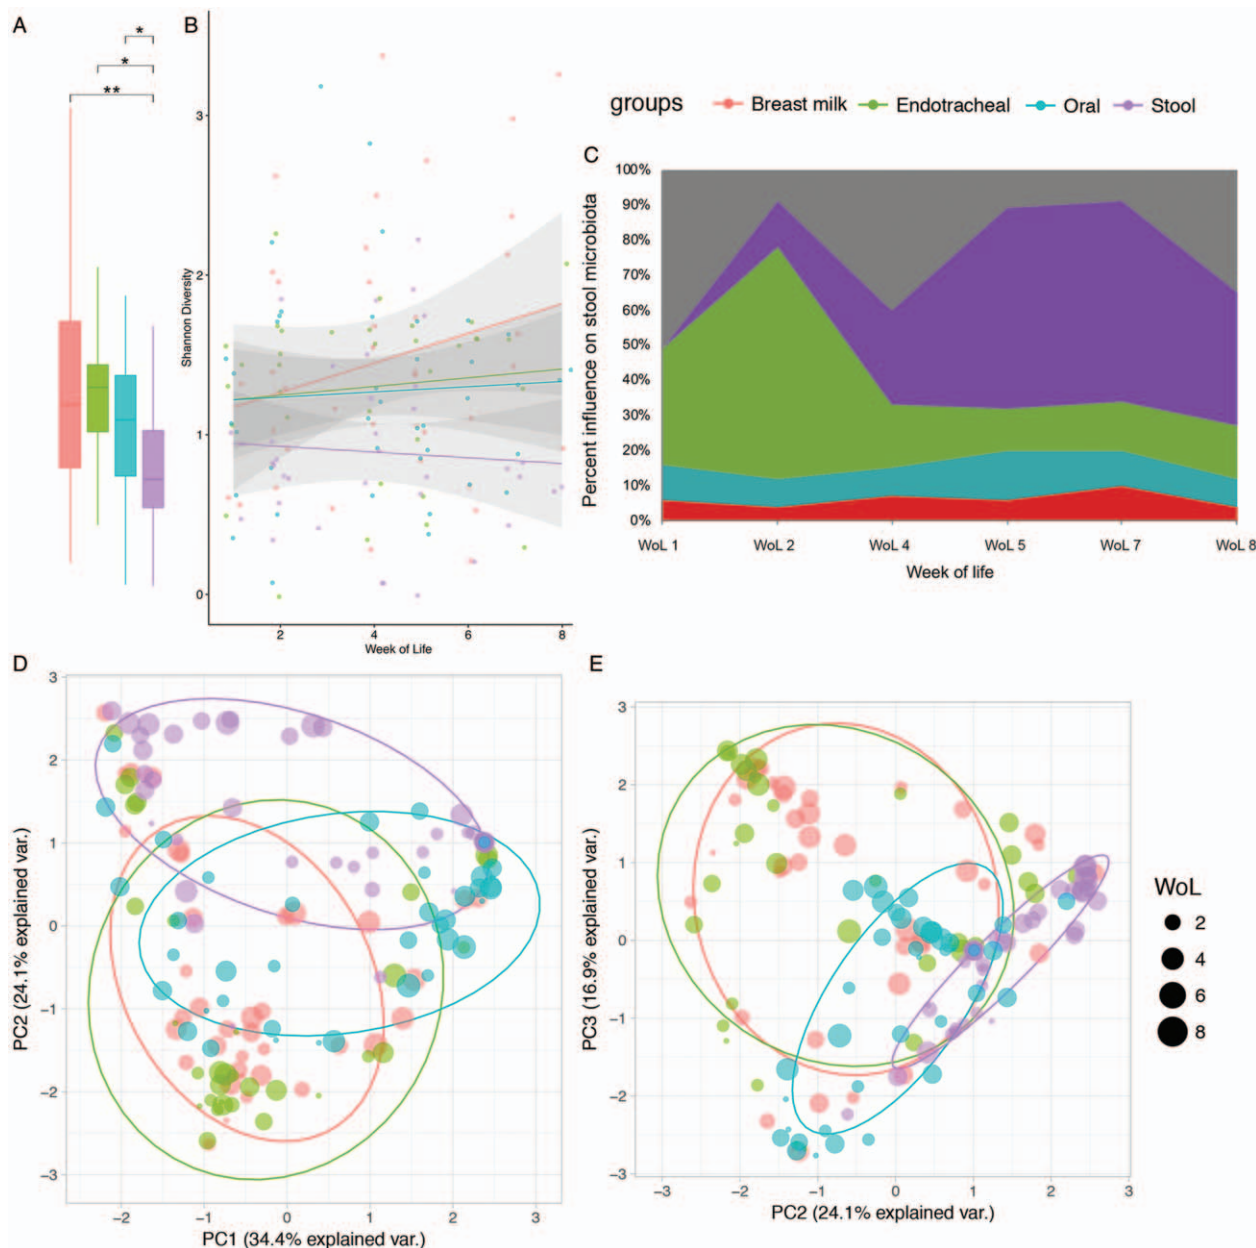 A
B
*
*
**
Shannon Diversity
3
2
1
0
2
4
6
8
Week of Life
groups
Breast milk
Endotracheal
Oral
Stool
C
Percent influence on stool microbiota
100%
90%
80%
70%
60%
50%
40%
30%
20%
10%
0%
WoL 1
WoL 2
WoL 4
WoL 5
WoL 7
WoL 8
Week of life
D
PC2 (24.1% explained var.)
3
2
1
0
−1
−2
−3
−2
−1
0
1
2
3
PC1 (34.4% explained var.)
E
PC3 (16.9% explained var.)
3
2
1
0
−1
−2
−3
−3
−2
−1
0
1
2
3
PC2 (24.1% explained var.)
WoL
2
4
6
8